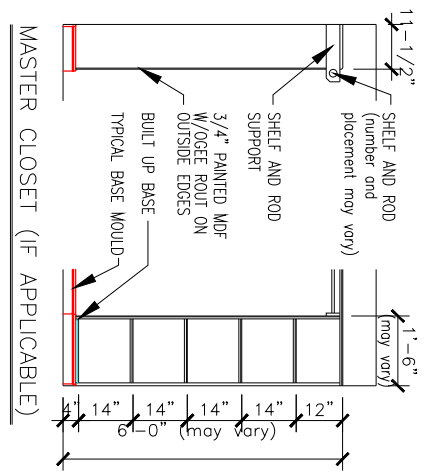 11-1/2"
SHELF AND ROD
(number and
placement may vary)
SHELF AND ROD
SUPPORT
3/4" PAINTED MDF
W/OGEE ROUT ON
OUTSIDE EDGES
BUILT UP BASE
TYPICAL BASE MOULD
1'-6"
(may vary)
4" 14" 14" 14" 14" 12"
6'-0" (may vary)
MASTER CLOSET (IF APPLICABLE)